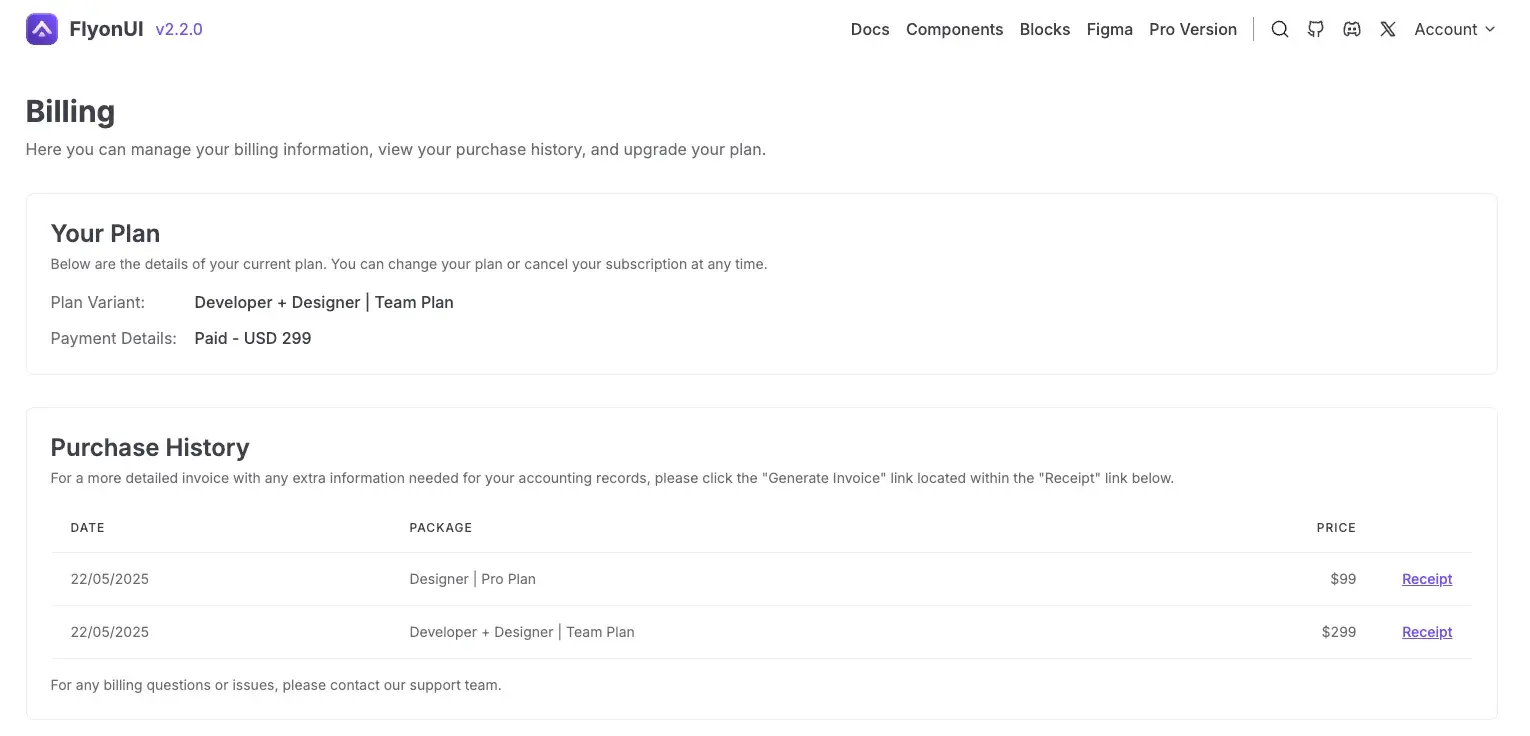 FlyonUI v2.2.0 Docs Components Blocks Figma Pro Version Account
Billing
Here you can manage your billing information, view your purchase history, and upgrade your plan.
Your Plan
Below are the details of your current plan. You can change your plan or cancel your subscription at any time.
Plan Variant: Developer + Designer | Team Plan
Payment Details: Paid - USD 299
Purchase History
For a more detailed invoice with any extra information needed for your accounting records, please click the "Generate Invoice" link located within the "Receipt" link below.
DATE PACKAGE PRICE
22/05/2025 Designer | Pro Plan $99 Receipt
22/05/2025 Developer + Designer | Team Plan $299 Receipt
For any billing questions or issues, please contact our support team.